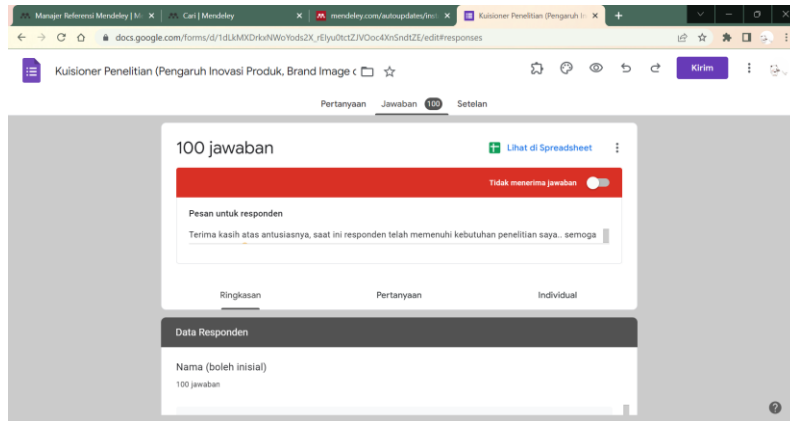 Manajer Referensi Mendeley | M
Cari | Mendeley
mendeley.com/autoupdates/inst
Kuisioner Penelitian (Pengaruh In
docs.google.com/forms/d/1dLkMXDrkxNWoYods2X_rEIyu0tctZJVOoc4XnSndtZE/edit#responses
Kuisioner Penelitian (Pengaruh Inovasi Produk, Brand Image d
Kirim
Pertanyaan Jawaban 100 Setelan
100 jawaban
Lihat di Spreadsheet
Tidak menerima jawaban
Pesan untuk responden
Terima kasih atas antusiasnya, saat ini responden telah memenuhi kebutuhan penelitian saya.. semoga
Ringkasan Pertanyaan Individual
Data Responden
Nama (boleh inisial)
100 jawaban